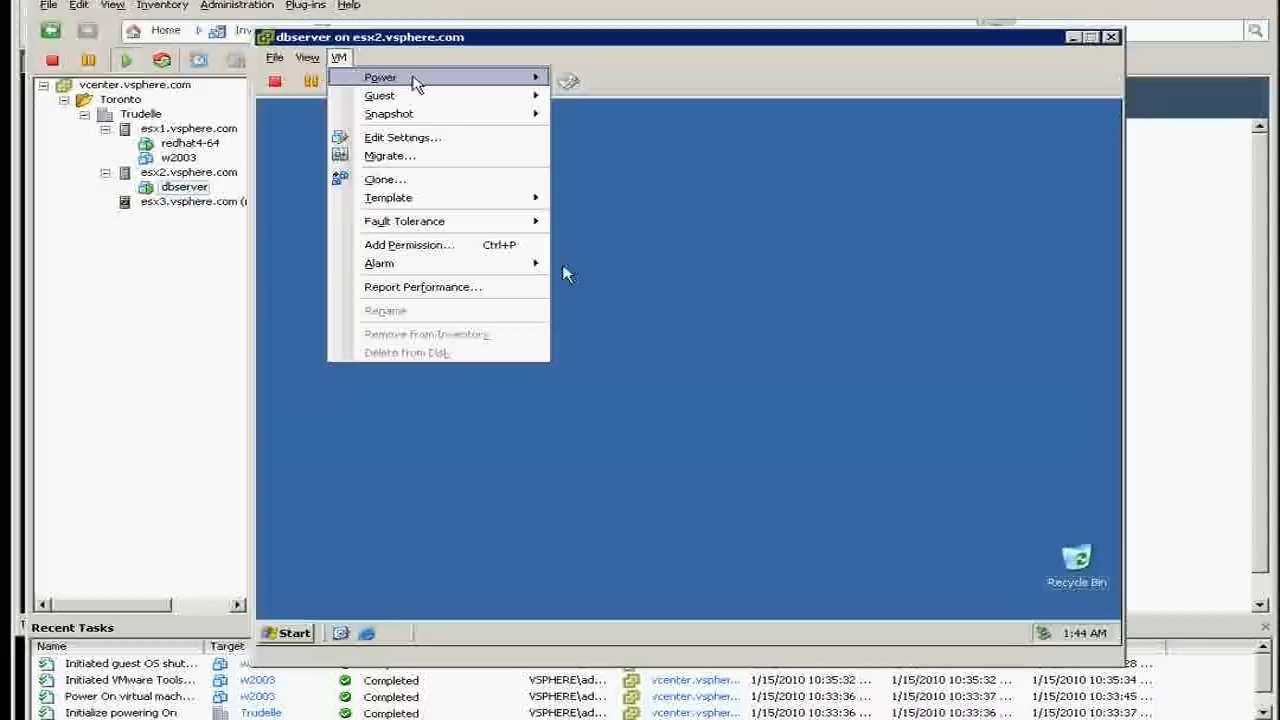 File Edit View Inventory Administration Plug-ins Help
Home
dbserver on esx2.vsphere.com
File View VM
vcenter.vsphere.com
Toronto
Trudelle
esx1.vsphere.com
redhat4-64
w2003
esx2.vsphere.com
dbserver
esx3.vsphere.com
Power
Guest
Snapshot
Edit Settings...
Migrate...
Clone...
Template
Fault Tolerance
Add Permission... Ctrl+P
Alarm
Report Performance...
Rename
Remove from Inventory
Delete from Disk
Recycle Bin
Start
1:44 AM
Recent Tasks
Name Target
Initiated guest OS shut...
28 ...
Initiated VMware Tools... w2003 Completed VSPHERE\ad... vcenter.vspher... 1/15/2010 10:35:32 ... 1/15/2010 10:35:32 ... 1/15/2010 10:35:34 ...
Power On virtual mach... w2003 Completed VSPHERE\ad... vcenter.vspher... 1/15/2010 10:33:36 ... 1/15/2010 10:33:36 ... 1/15/2010 10:33:45 ...
Initialize powering On Trudelle Completed VSPHERE\ad... vcenter.vspher... 1/15/2010 10:33:36 ... 1/15/2010 10:33:36 ... 1/15/2010 10:33:37 ...